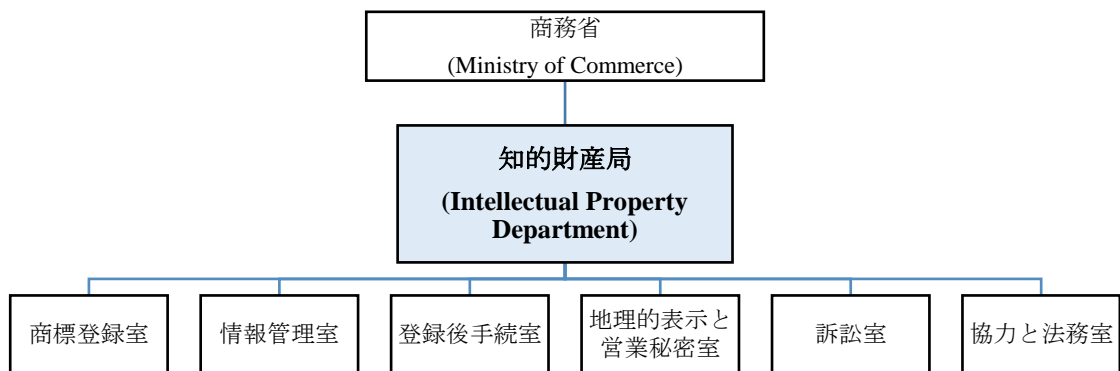 商務省
(Ministry of Commerce)
知的財産局
(Intellectual Property
Department)
商標登録室
情報管理室
登録後手続室
地理的表示と
営業秘密室
訴訟室
協力と法務室